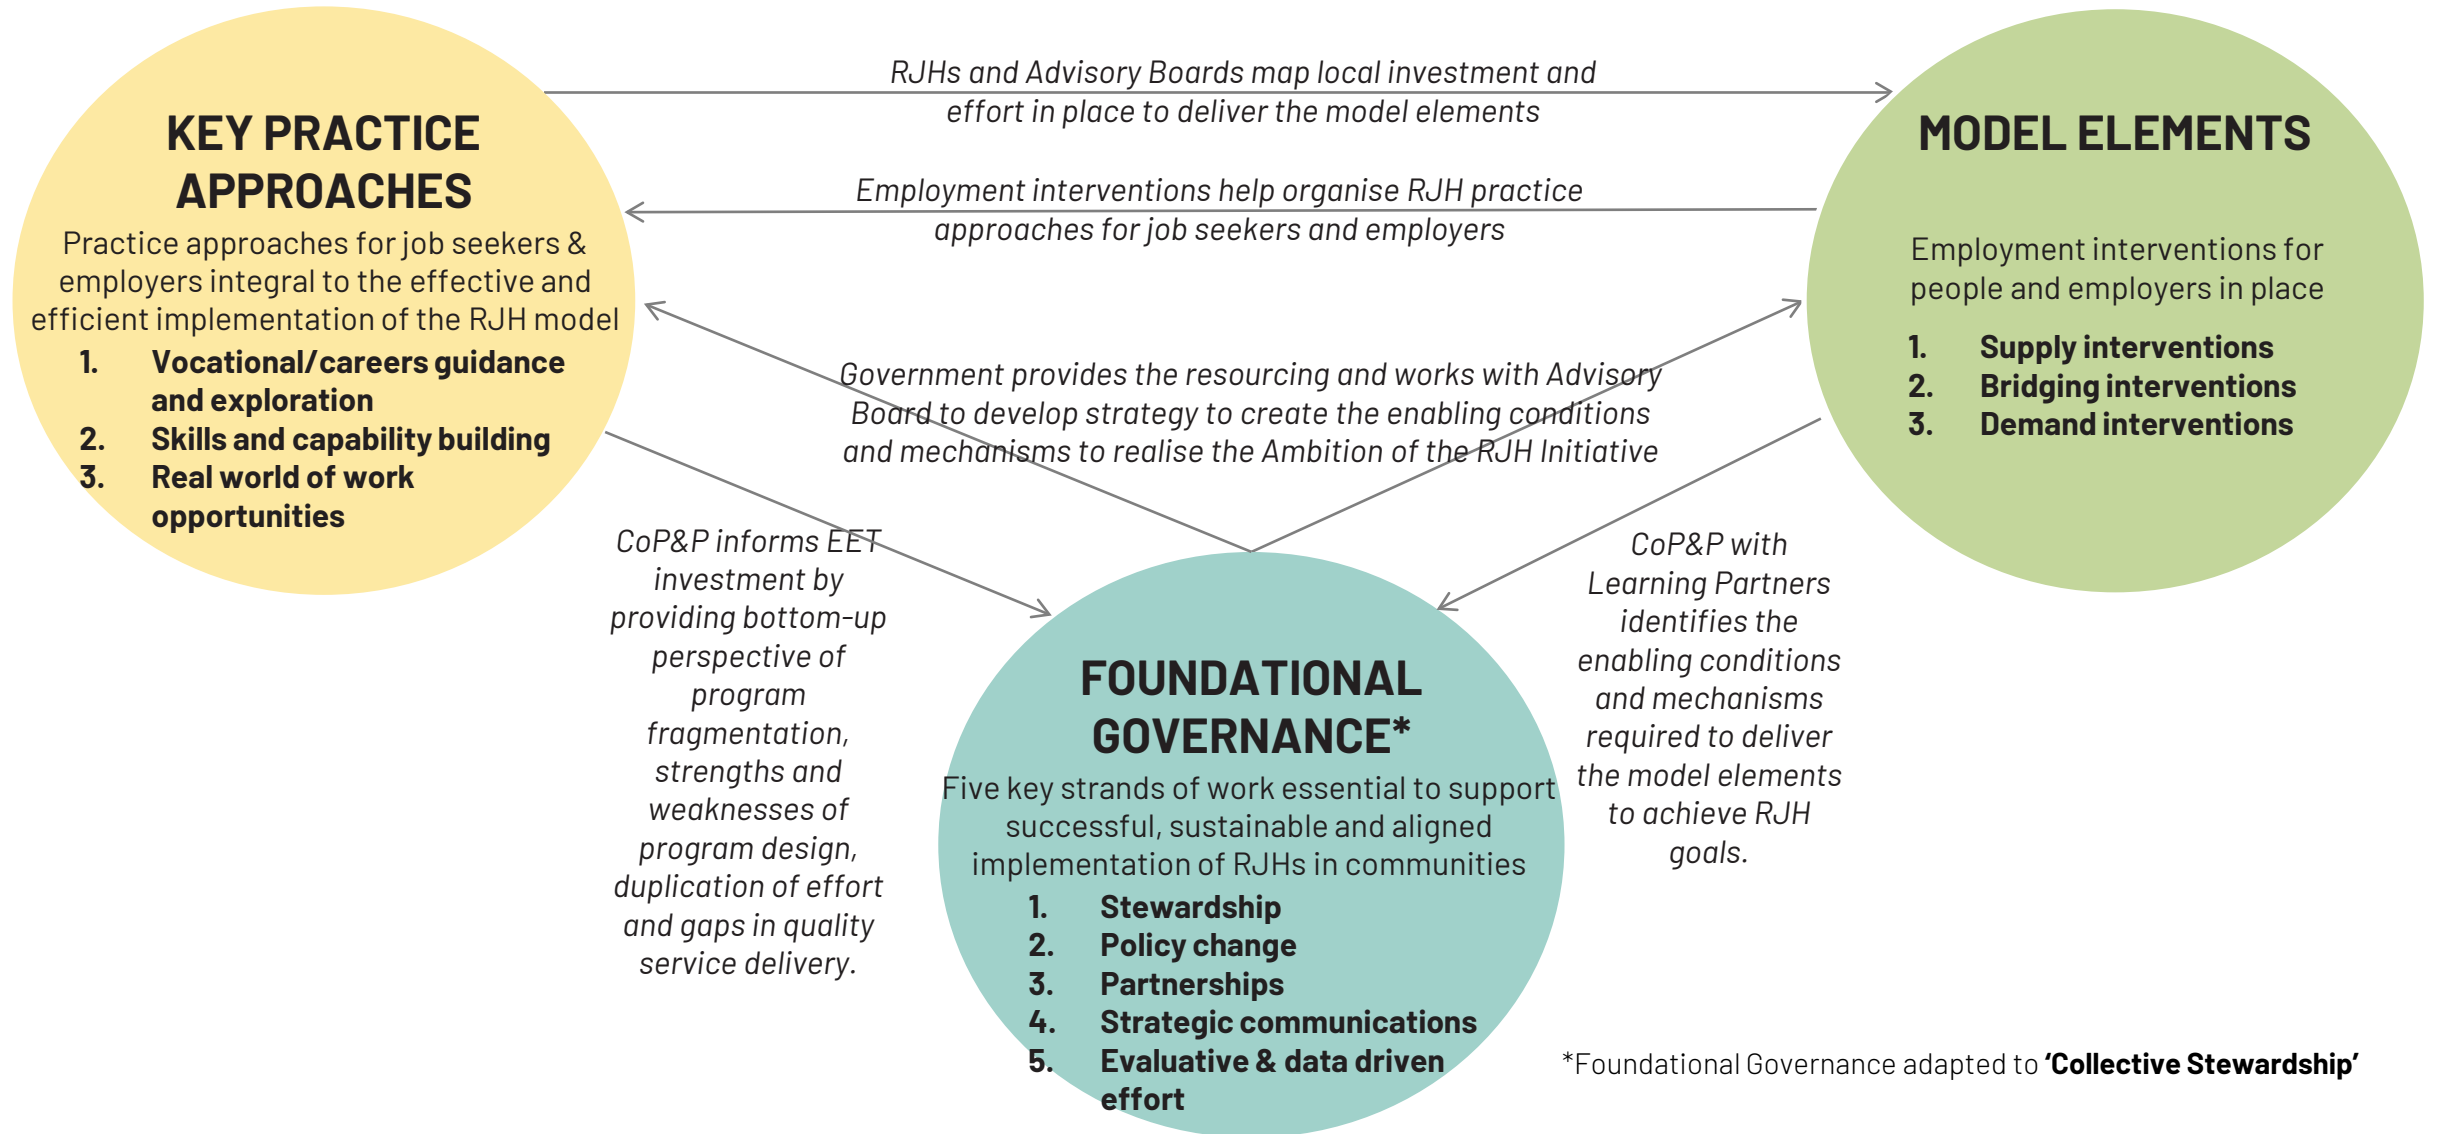 KEY PRACTICE
APPROACHES
Practice approaches for job seekers &
employers integral to the effective and
efficient implementation of the RJH model
1. Vocational/careers guidance
and exploration
2. Skills and capability building
3. Real world of work
opportunities
RJHs and Advisory Boards map local investment and
effort in place to deliver the model elements
Employment interventions help organise RJH practice
approaches for job seekers and employers
Government provides the resourcing and works with Advisory
Board to develop strategy to create the enabling conditions
and mechanisms to realise the Ambition of the RJH Initiative
MODEL ELEMENTS
Employment interventions for
people and employers in place
1. Supply interventions
2. Bridging interventions
3. Demand interventions
CoP&P informs EET
investment by
providing bottom-up
perspective of
program
fragmentation,
strengths and
weaknesses of
program design,
duplication of effort
and gaps in quality
service delivery.
FOUNDATIONAL
GOVERNANCE*
Five key strands of work essential to support
successful, sustainable and aligned
implementation of RJHs in communities
1. Stewardship
2. Policy change
3. Partnerships
4. Strategic communications
5. Evaluative & data driven
effort
CoP&P with
Learning Partners
identifies the
enabling conditions
and mechanisms
required to deliver
the model elements
to achieve RJH
goals.
*Foundational Governance adapted to ‘Collective Stewardship’